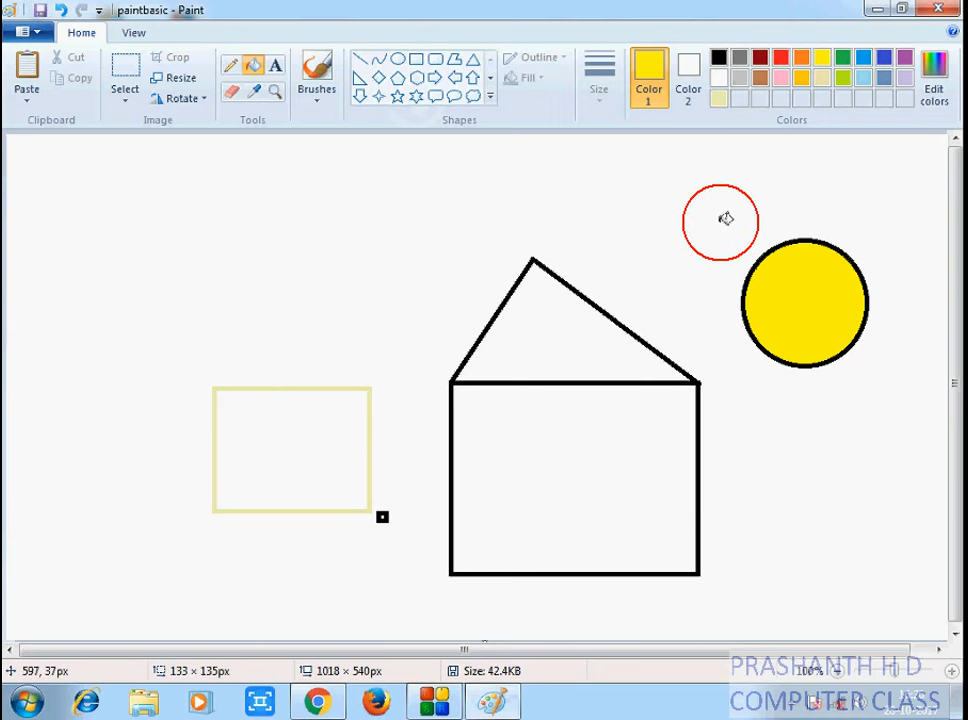 paintbasic - Paint
Home View
Paste
Cut
Copy
Clipboard
Select
Crop
Resize
Rotate
Image
A
Tools
Brushes
Shapes
Outline
Fill
Size
Color 1
Color 2
Edit colors
Colors
597, 37px
133 × 135px
1018 × 540px
Size: 42.4KB
100%
PRASHANTH H D
COMPUTER CLASS